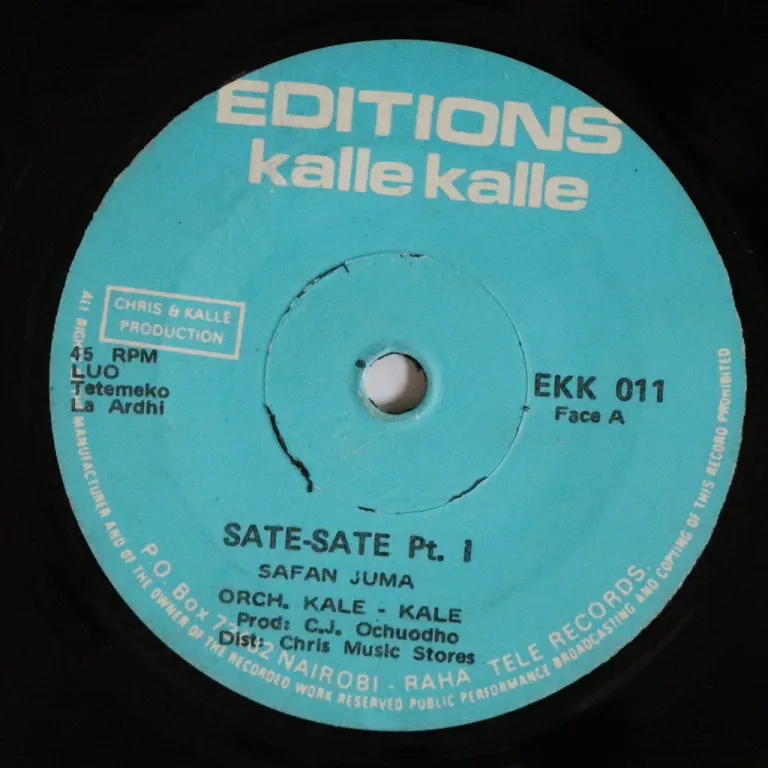 EDITIONS
kalle kalle
CHRIS & KALLE
PRODUCTION
45 RPM
LUO
Tetemeko
La Ardhi
EKK 011
Face A
SATE-SATE Pt. 1
SAFAN JUMA
ORCH. KALE - KALE
Prod: C.J. Ochuodho
Dist: Chris Music Stores
P.O. Box NAIROBI - RAHA TELE RECORDS.
ALL MANUFACTURER AND OF THE OWNER OF THE RECORDED WORK RESERVED PUBLIC PERFORMANCE BROADCASTING AND COPYING OF THIS RECORD PROHIBITED